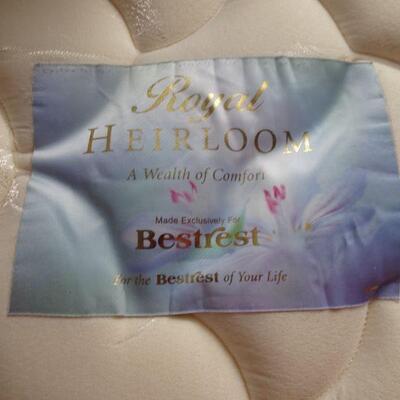 Royal
HEIRLOOM
A Wealth of Comfort
Made Exclusively For
Bestrest
For the Bestrest of Your Life